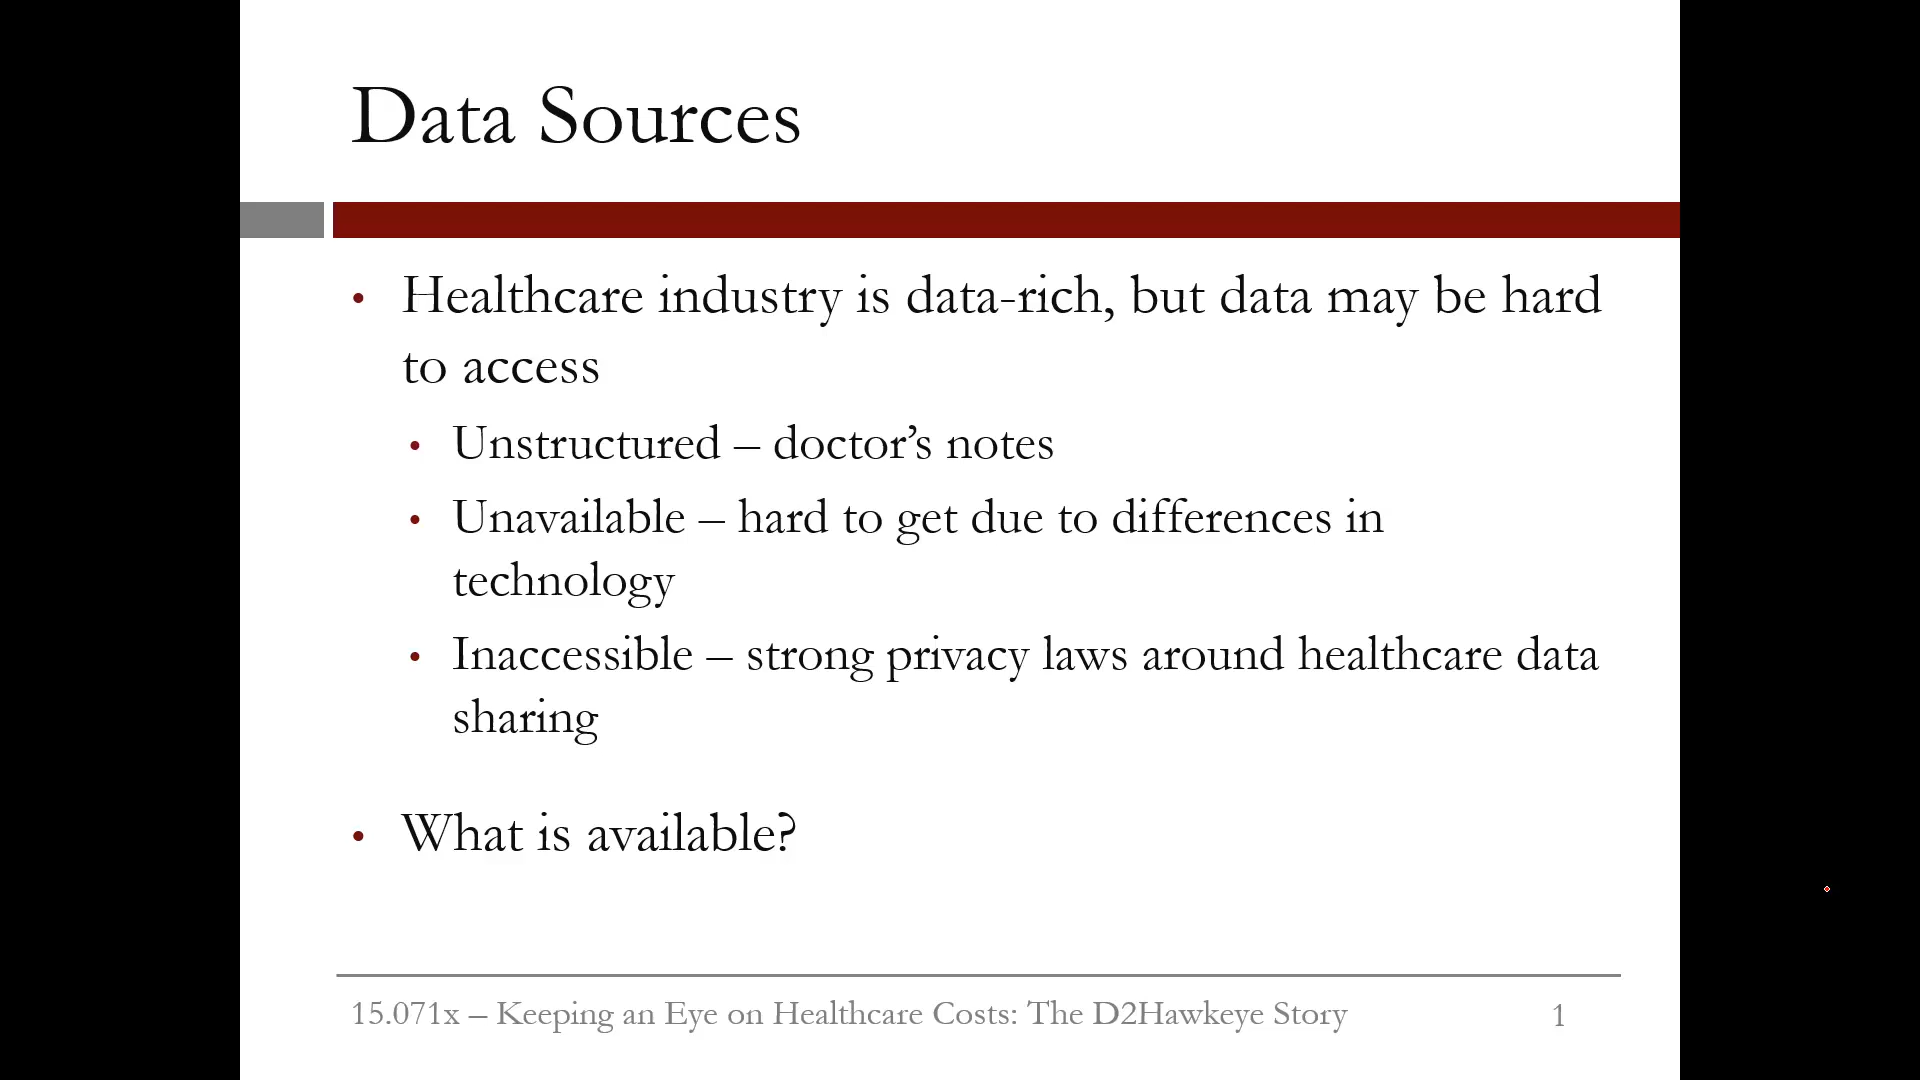 Data Sources
• Healthcare industry is data-rich, but data may be hard
to access
• Unstructured – doctor’s notes
• Unavailable – hard to get due to differences in
technology
• Inaccessible – strong privacy laws around healthcare data
sharing
• What is available?
15.071x – Keeping an Eye on Healthcare Costs: The D2Hawkeye Story 1